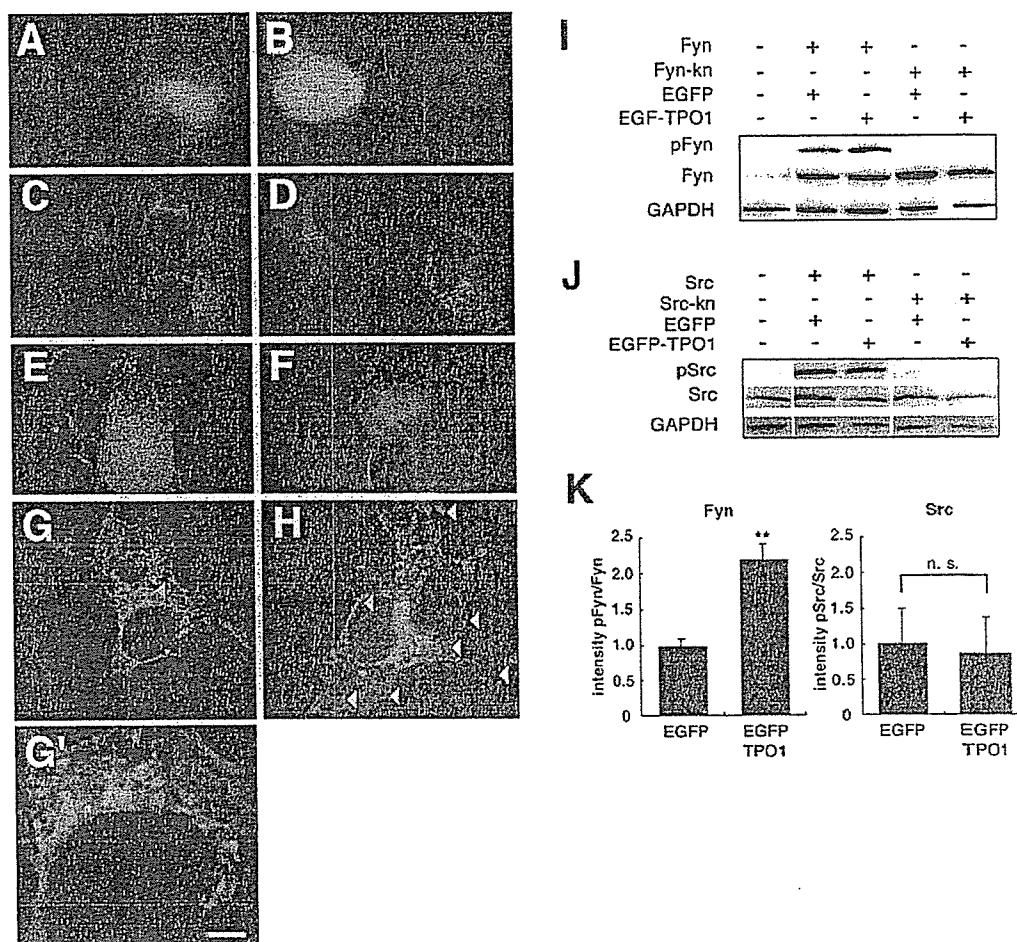 A
B
C
D
E
F
G
H
G'
I
Fyn - + + - -
Fyn-kn - - - + +
EGFP - + - + -
EGF-TPO1 - - + - +
pFyn
Fyn
GAPDH
J
Src - + + - -
Src-kn - - - + +
EGFP - + - + -
EGFP-TPO1 - - + - +
pSrc
Src
GAPDH
K
Fyn
intensity pFyn/Fyn
2.5
2.0
1.5
1.0
0.5
0
**
EGFP
EGFP
TPO1
Src
intensity pSrc/Src
2.5
2.0
1.5
1.0
0.5
0
n. s.
EGFP
EGFP
TPO1